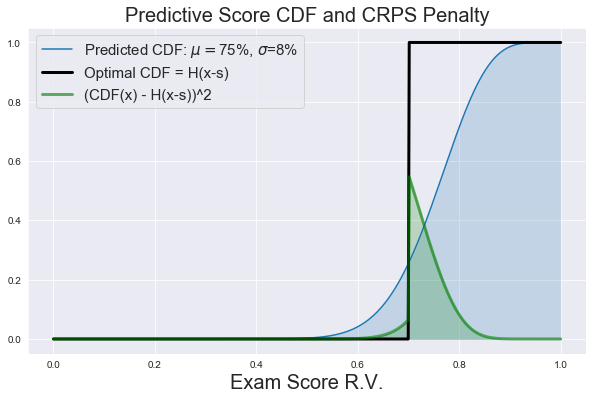 Predictive Score CDF and CRPS Penalty
Predicted CDF: μ = 75%, σ=8%
Optimal CDF = H(x-s)
(CDF(x) - H(x-s))^2
1.0
0.8
0.6
0.4
0.2
0.0
0.0 0.2 0.4 0.6 0.8 1.0
Exam Score R.V.